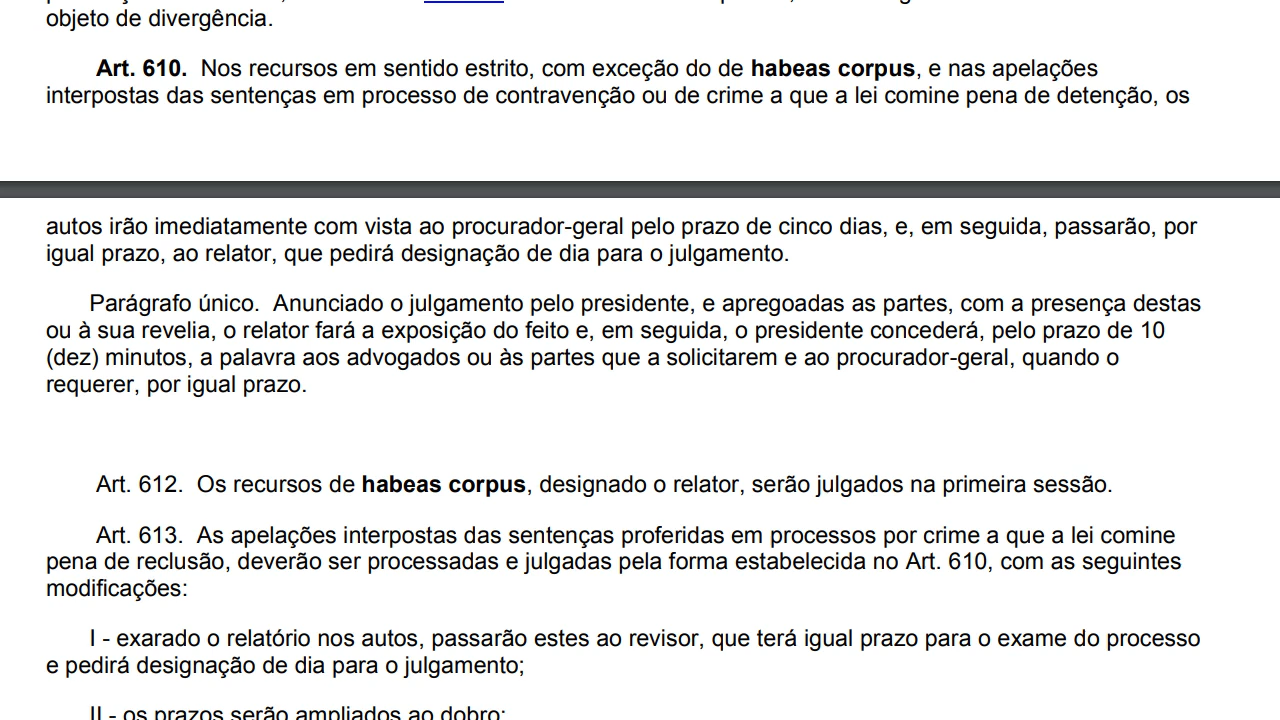 objeto de divergência.
Art. 610. Nos recursos em sentido estrito, com exceção do de habeas corpus, e nas apelações
interpostas das sentenças em processo de contravenção ou de crime a que a lei comine pena de detenção, os
autos irão imediatamente com vista ao procurador-geral pelo prazo de cinco dias, e, em seguida, passarão, por
igual prazo, ao relator, que pedirá designação de dia para o julgamento.
Parágrafo único. Anunciado o julgamento pelo presidente, e apregoadas as partes, com a presença destas
ou à sua revelia, o relator fará a exposição do feito e, em seguida, o presidente concederá, pelo prazo de 10
(dez) minutos, a palavra aos advogados ou às partes que a solicitarem e ao procurador-geral, quando o
requerer, por igual prazo.
Art. 612. Os recursos de habeas corpus, designado o relator, serão julgados na primeira sessão.
Art. 613. As apelações interpostas das sentenças proferidas em processos por crime a que a lei comine
pena de reclusão, deverão ser processadas e julgadas pela forma estabelecida no Art. 610, com as seguintes
modificações:
I - exarado o relatório nos autos, passarão estes ao revisor, que terá igual prazo para o exame do processo
e pedirá designação de dia para o julgamento;
II - os prazos serão ampliados ao dobro;